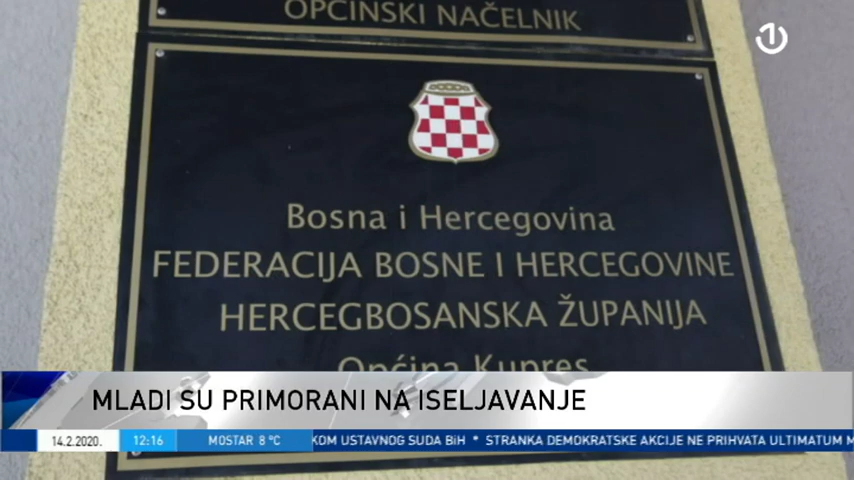 OPĆINSKI NAČELNIK
Bosna i Hercegovina
FEDERACIJA BOSNE I HERCEGOVINE
HERCEGBOSANSKA ŽUPANIJA
Općina Kupres
MLADI SU PRIMORANI NA ISELJAVANJE
14.2.2020. 12:16 MOSTAR 8 °C KOM USTAVNOG SUDA BiH * STRANKA DEMOKRATSKE AKCIJE NE PRIHVATA ULTIMATUM M